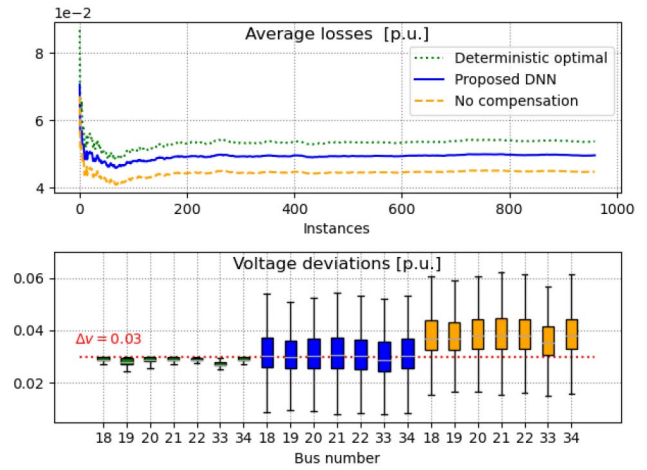 1e−2
Average losses [p.u.]
8
6
4
Deterministic optimal
Proposed DNN
No compensation
0 200 400 600 800 1000
Instances
Voltage deviations [p.u.]
0.06
0.04
0.02
Δv = 0.03
18 19 20 21 22 33 34 18 19 20 21 22 33 34 18 19 20 21 22 33 34
Bus number